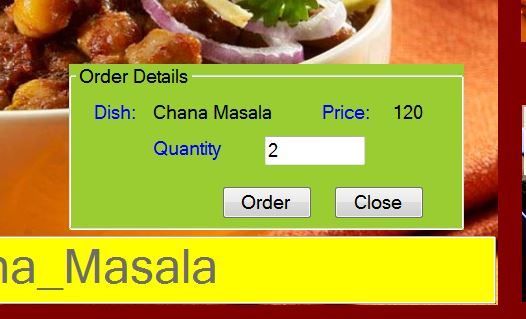 Order Details
Dish: Chana Masala Price: 120
Quantity 2
Order Close
na_Masala